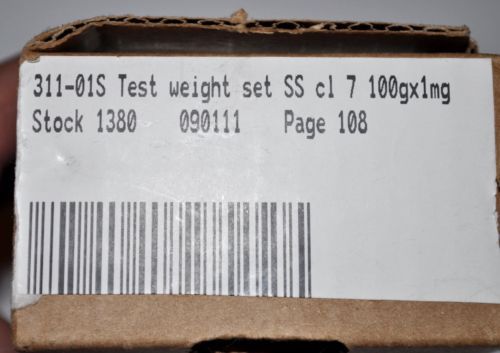 311-01S Test weight set SS cl 7 100gx1mg
Stock 1380 090111 Page 108